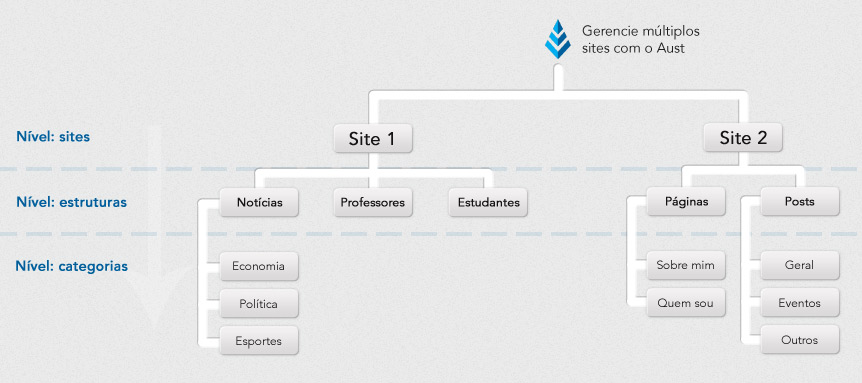 Gerencie múltiplos
sites com o Aust
Nível: sites
Site 1
Site 2
Nível: estruturas
Notícias
Professores
Estudantes
Páginas
Posts
Nível: categorias
Economia
Sobre mim
Geral
Política
Quem sou
Eventos
Esportes
Outros